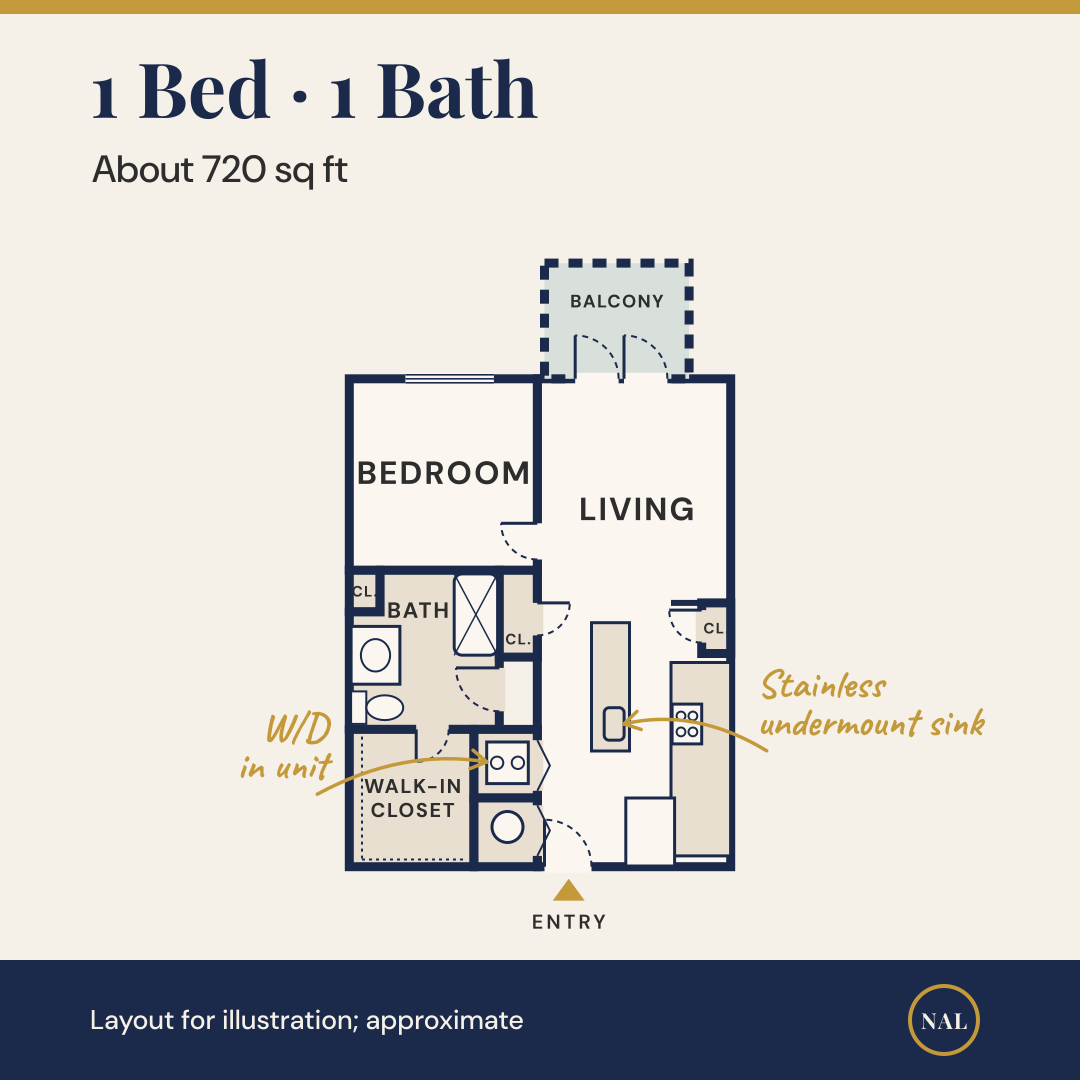 1 Bed · 1 Bath
About 720 sq ft
BALCONY
BEDROOM
LIVING
CL.
BATH
CL.
CL
Stainless
undermount sink
W/D
in unit
WALK-IN
CLOSET
ENTRY
Layout for illustration; approximate
NAL